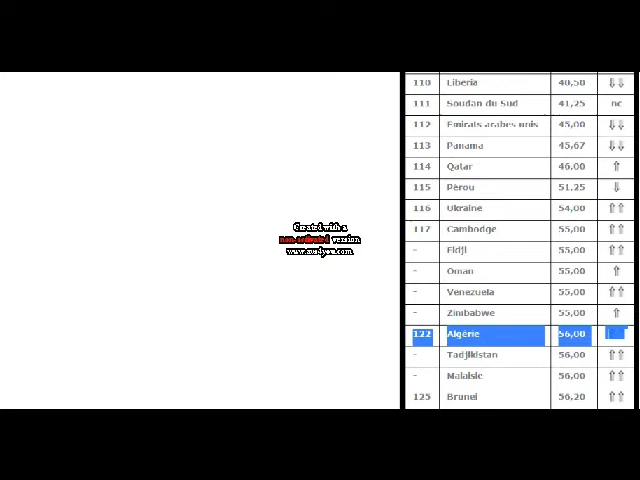 110 Liberia 40,50 ⇩⇩
111 Soudan du Sud 41,25 nc
112 Emirats arabes unis 45,00 ⇩⇩
113 Panama 45,67 ⇩⇩
114 Qatar 46,00 ⇧
115 Pérou 51,25 ⇩
116 Ukraine 54,00 ⇧⇧
117 Cambodge 55,00 ⇧⇧
- Fidji 55,00 ⇧⇧
- Oman 55,00 ⇧
- Venezuela 55,00 ⇧⇧
- Zimbabwe 55,00 ⇧
122 Algérie 56,00
- Tadjikistan 56,00 ⇧⇧
- Malaisie 56,00 ⇧⇧
125 Brunei 56,20 ⇧⇧
Created with a
non-activated version